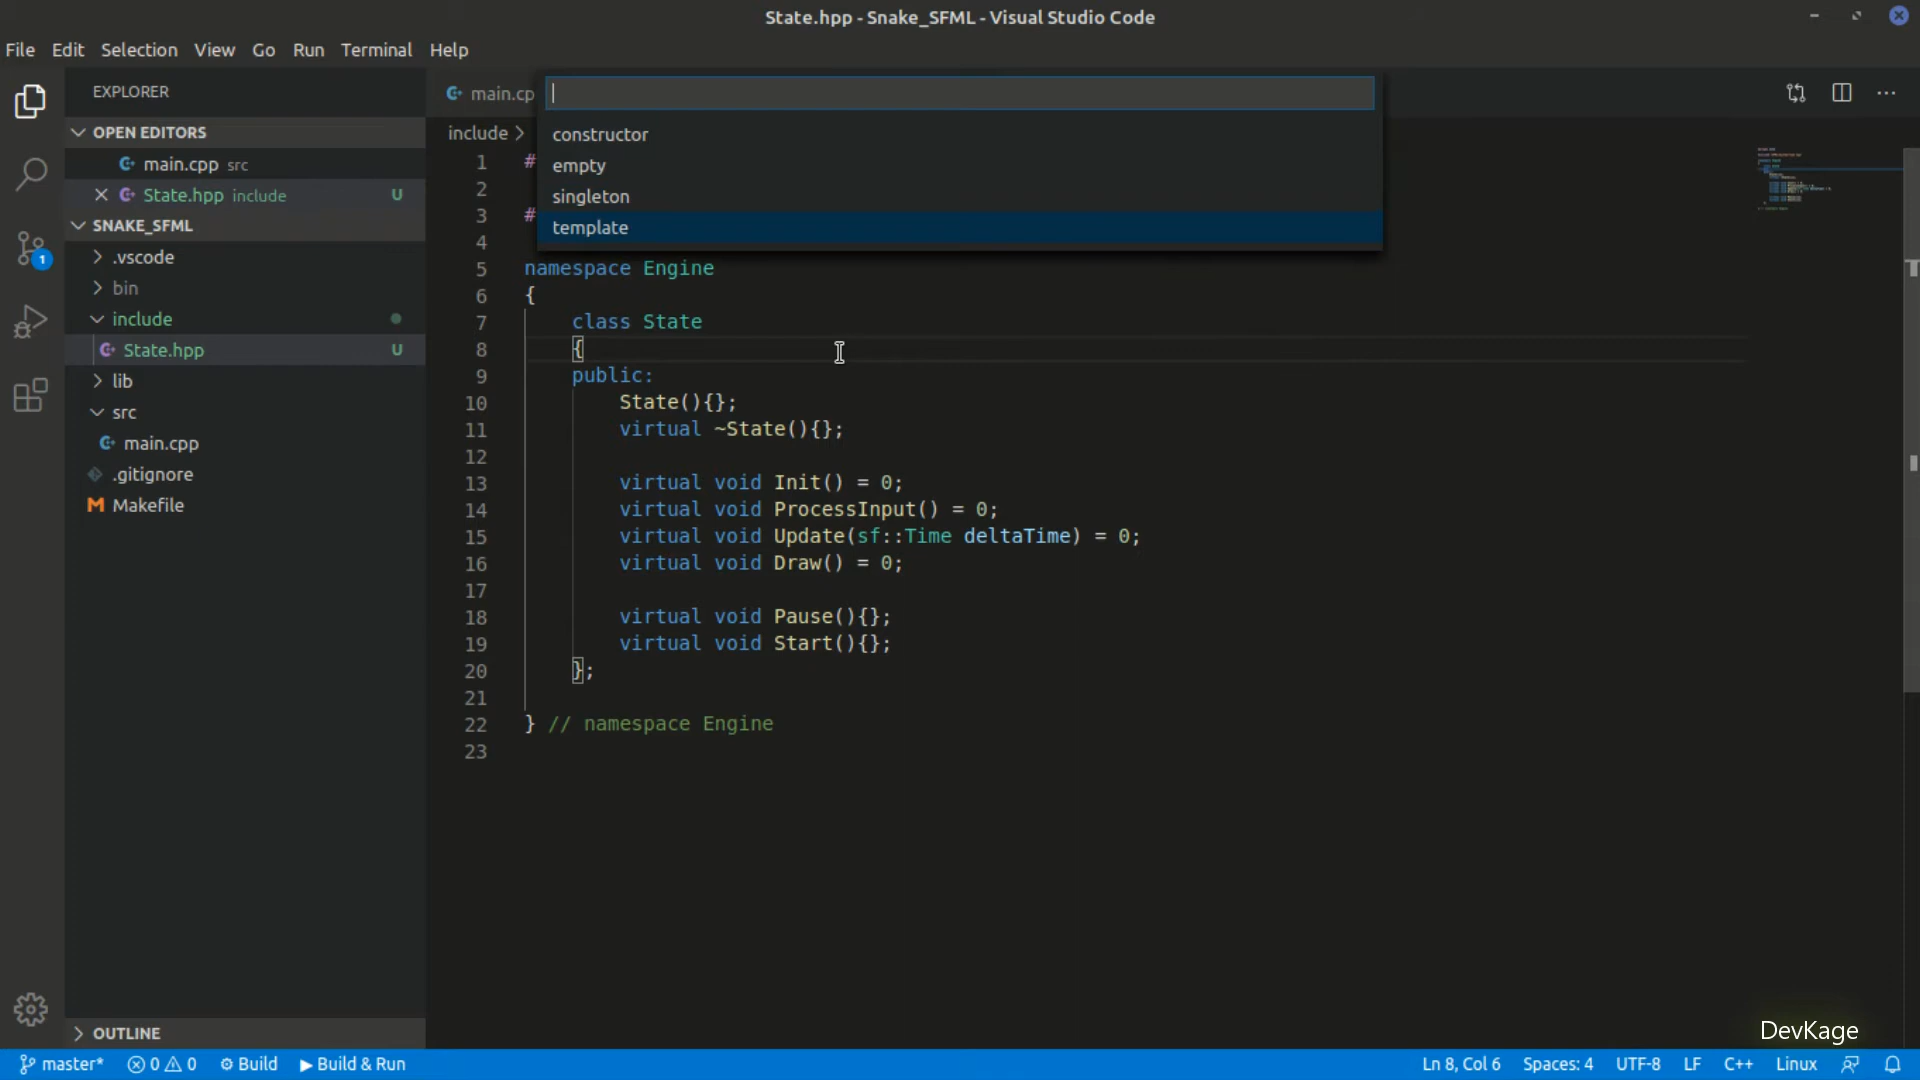 State.hpp - Snake_SFML - Visual Studio Code
File Edit Selection View Go Run Terminal Help
EXPLORER
OPEN EDITORS
main.cpp src
State.hpp include U
SNAKE_SFML
.vscode
bin
include
State.hpp U
lib
src
main.cpp
.gitignore
Makefile
OUTLINE
main.cp
constructor
empty
singleton
template
include >
1 #
2
3 #
4
5 namespace Engine
6 {
7 class State
8 {
9 public:
10 State(){};
11 virtual ~State(){};
12
13 virtual void Init() = 0;
14 virtual void ProcessInput() = 0;
15 virtual void Update(sf::Time deltaTime) = 0;
16 virtual void Draw() = 0;
17
18 virtual void Pause(){};
19 virtual void Start(){};
20 };
21
22 } // namespace Engine
23
1
DevKage
master* 0 0 Build Build & Run Ln 8, Col 6 Spaces: 4 UTF-8 LF C++ Linux